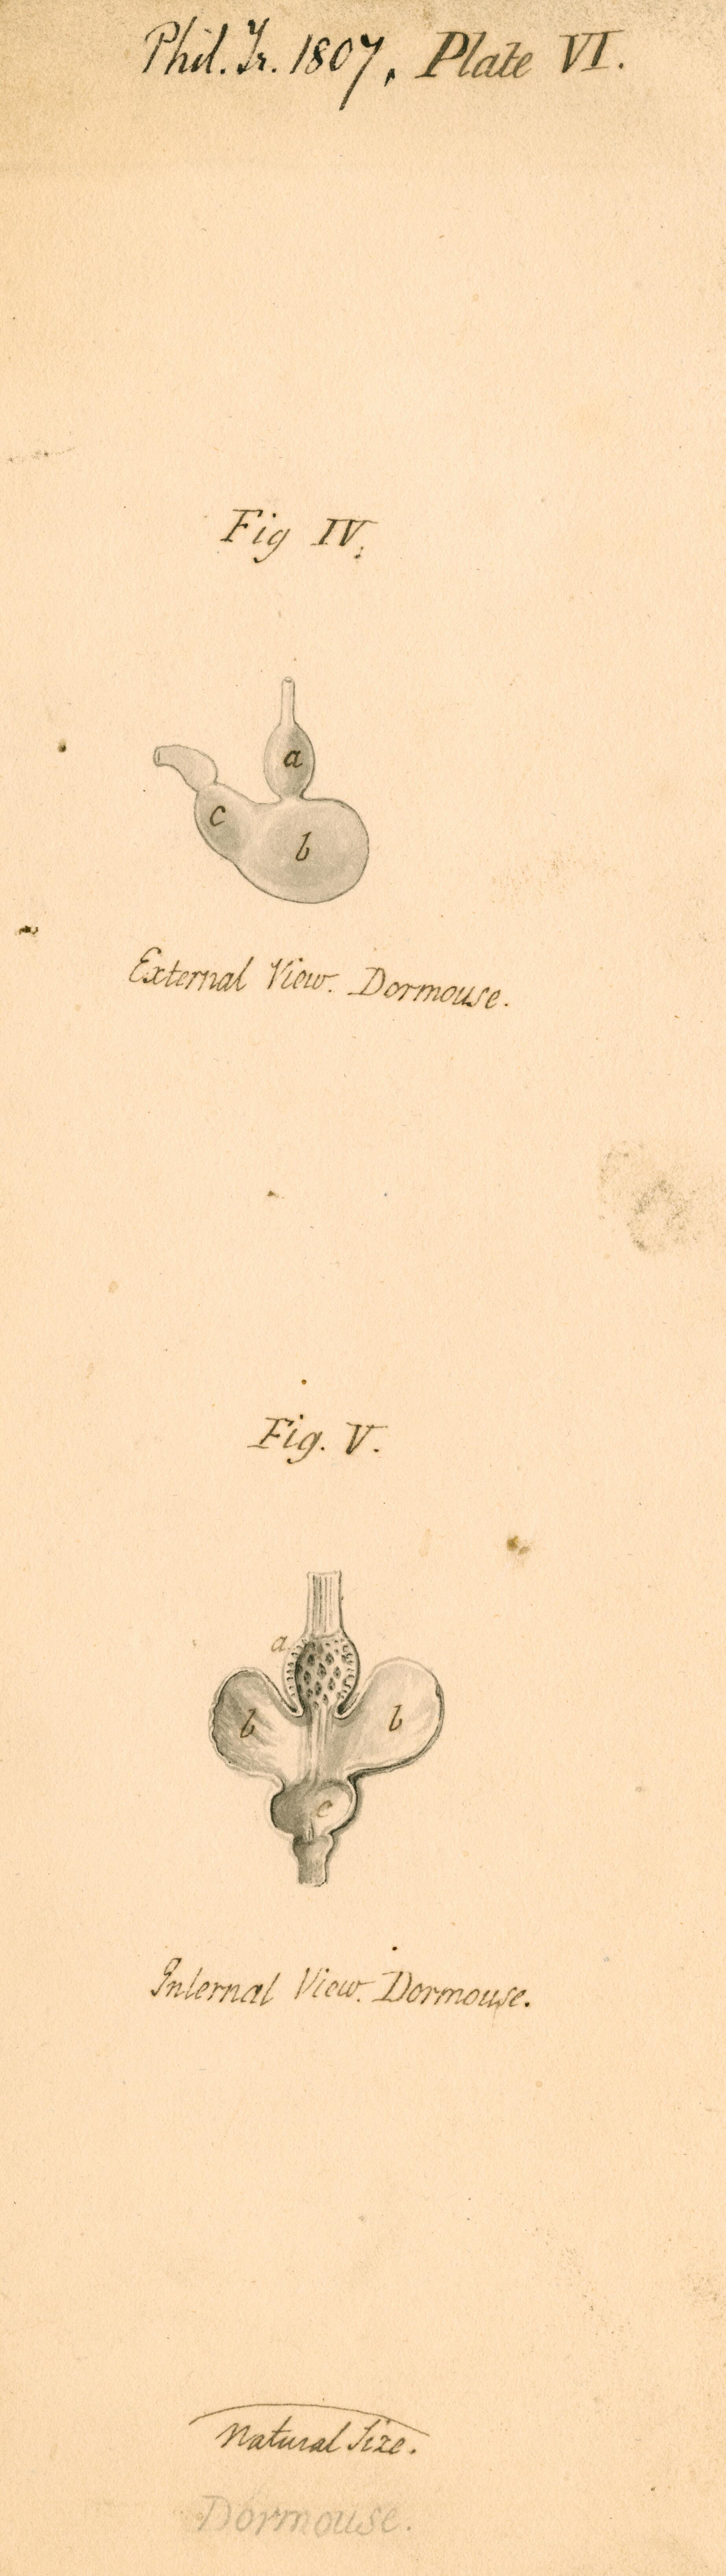 Phil. Tr. 1807, Plate VI.
Fig IV.
a
c
b
External View. Dormouse.
Fig. V.
a
b
b
c
Internal View. Dormouse.
Natural Size.
Dormouse.